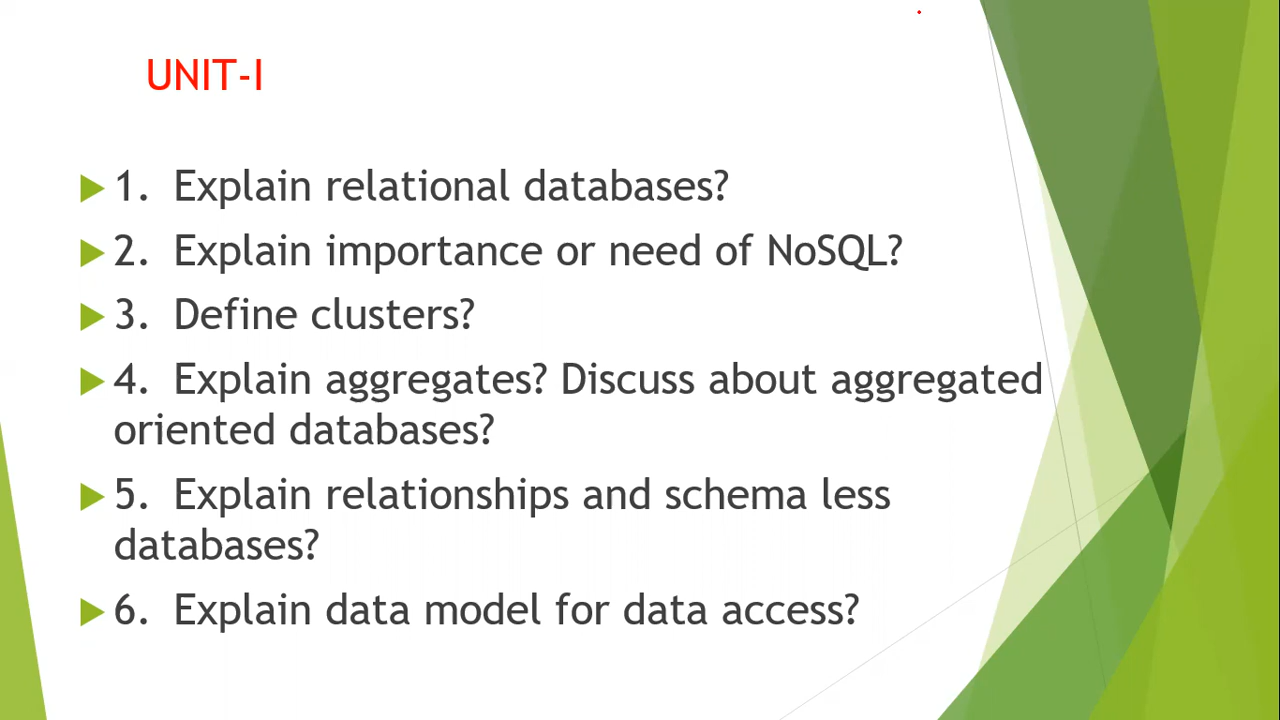 UNIT-I
1. Explain relational databases?
2. Explain importance or need of NoSQL?
3. Define clusters?
4. Explain aggregates? Discuss about aggregated
oriented databases?
5. Explain relationships and schema less
databases?
6. Explain data model for data access?